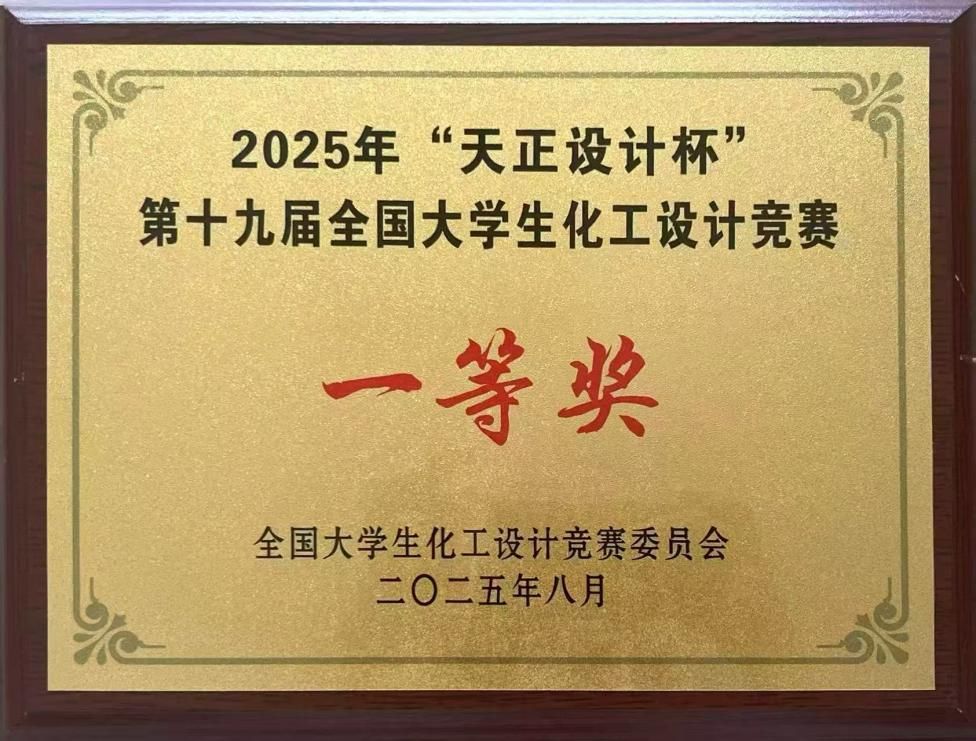 2025年“天正设计杯”
第十九届全国大学生化工设计竞赛
一等奖
全国大学生化工设计竞赛委员会
二〇二五年八月